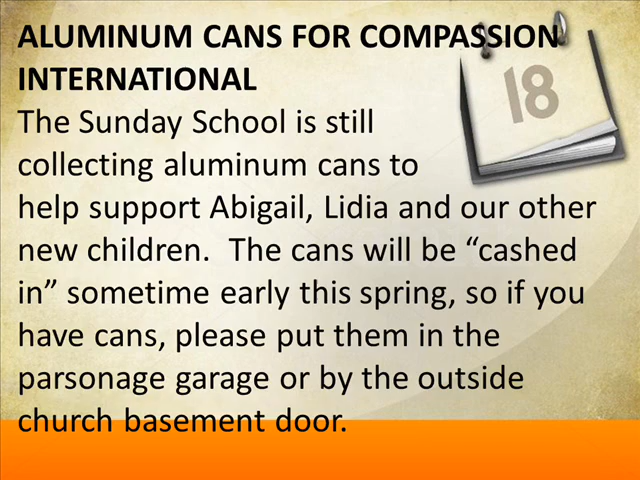 ALUMINUM CANS FOR COMPASSION
INTERNATIONAL
18
The Sunday School is still
collecting aluminum cans to
help support Abigail, Lidia and our other
new children.  The cans will be “cashed
in” sometime early this spring, so if you
have cans, please put them in the
parsonage garage or by the outside
church basement door.